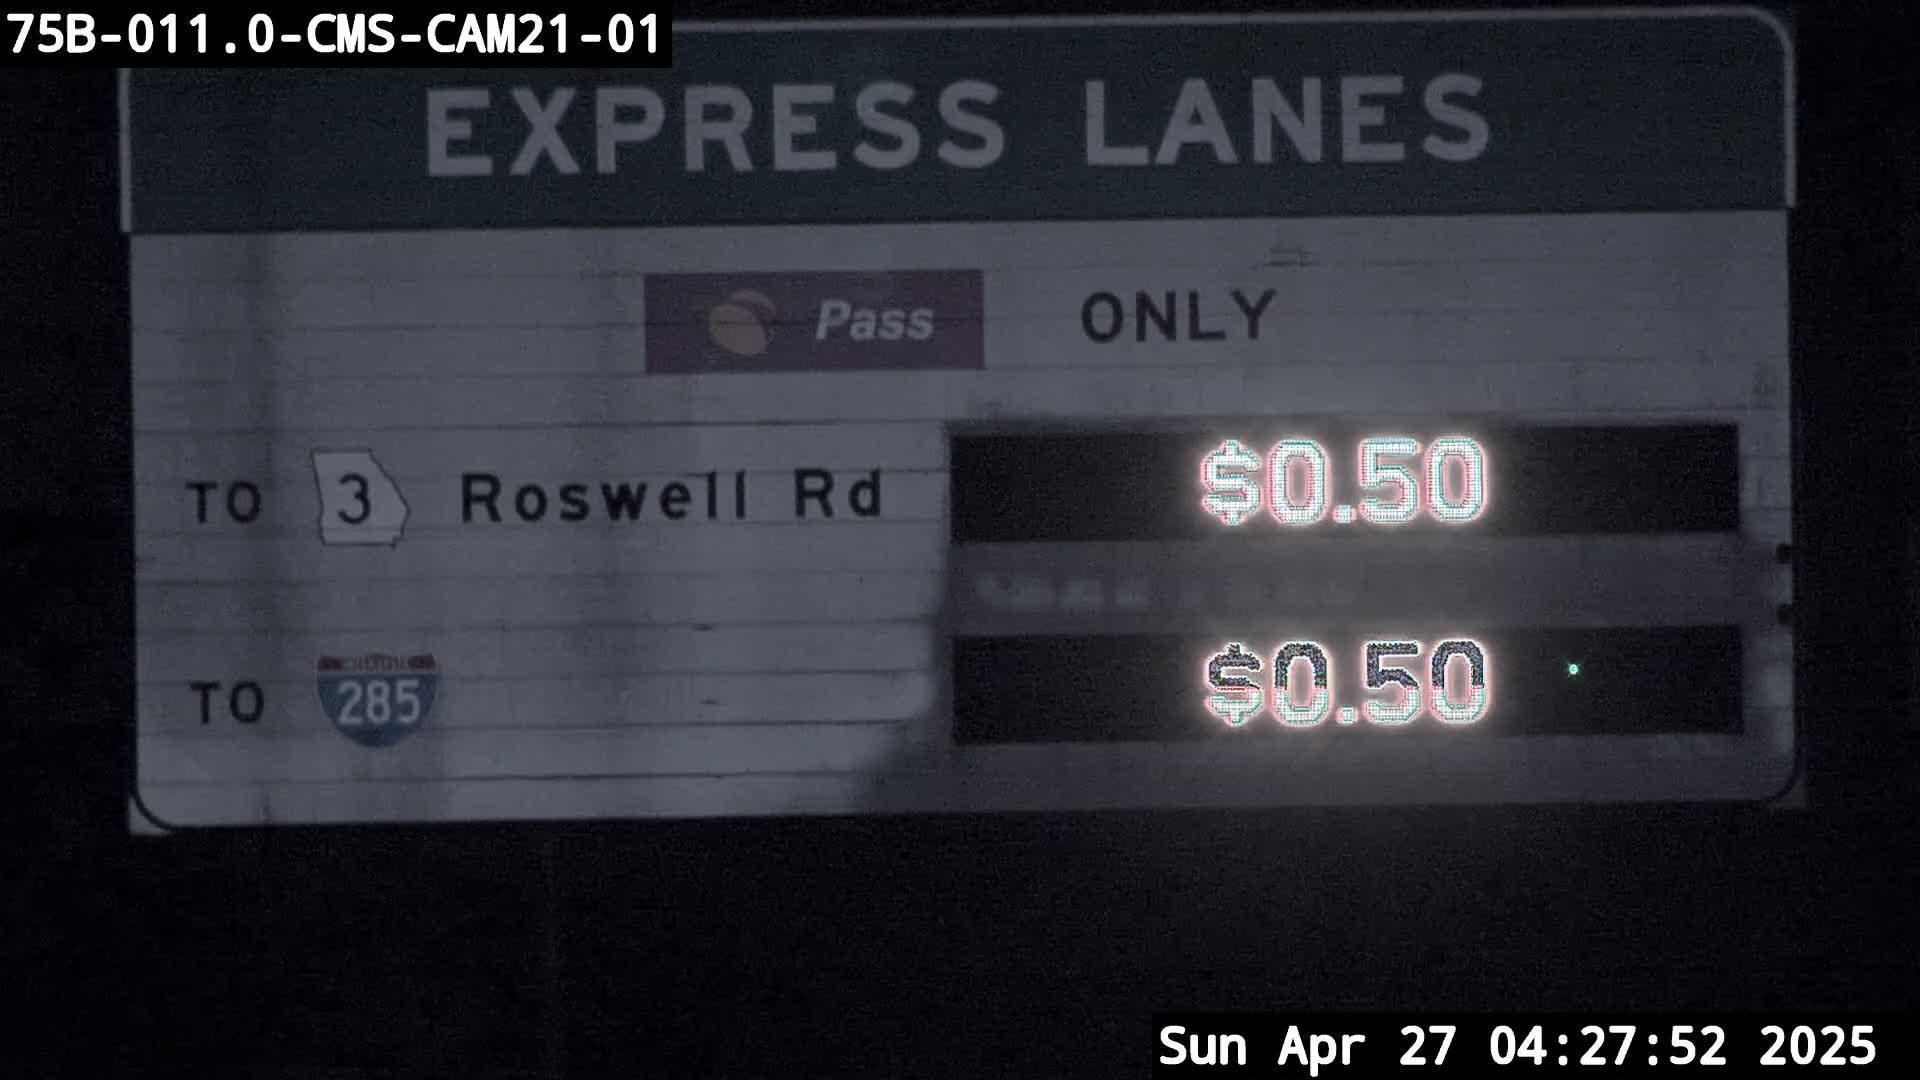 75B-011.0-CMS-CAM21-01
EXPRESS LANES
Pass ONLY
TO 3 Roswell Rd $0.50
TO 285 $0.50
Sun Apr 27 04:27:52 2025